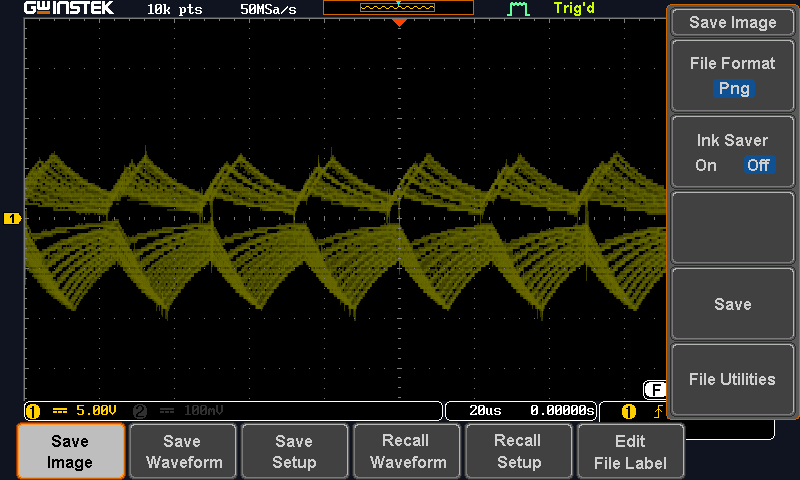 GWINSTEK 10k pts 50MSa/s Trig'd
Save Image
File Format
Png
Ink Saver
On Off
1
Save
File Utilities
F
1 5.00V 2 100mV 20us 0.00000s 1
Save Image
Save Waveform
Save Setup
Recall Waveform
Recall Setup
Edit File Label